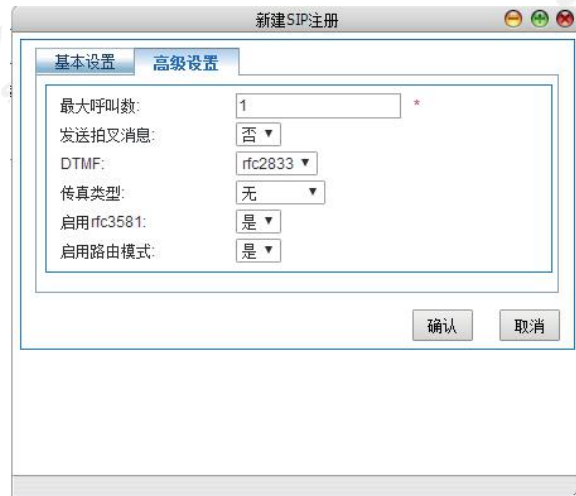 新建SIP注册
基本设置 高级设置
最大呼叫数: 1 *
发送拍叉消息: 否
DTMF: rfc2833
传真类型: 无
启用rfc3581: 是
启用路由模式: 是
确认 取消